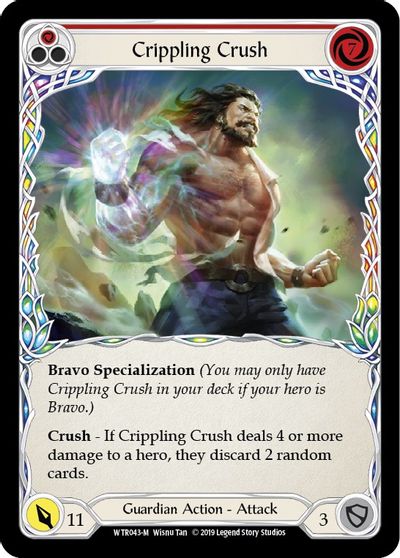 Crippling Crush
7
Bravo Specialization (You may only have
Crippling Crush in your deck if your hero is
Bravo.)
Crush - If Crippling Crush deals 4 or more
damage to a hero, they discard 2 random
cards.
Guardian Action - Attack
11
3
WTR043-M Wisnu Tan © 2019 Legend Story Studios